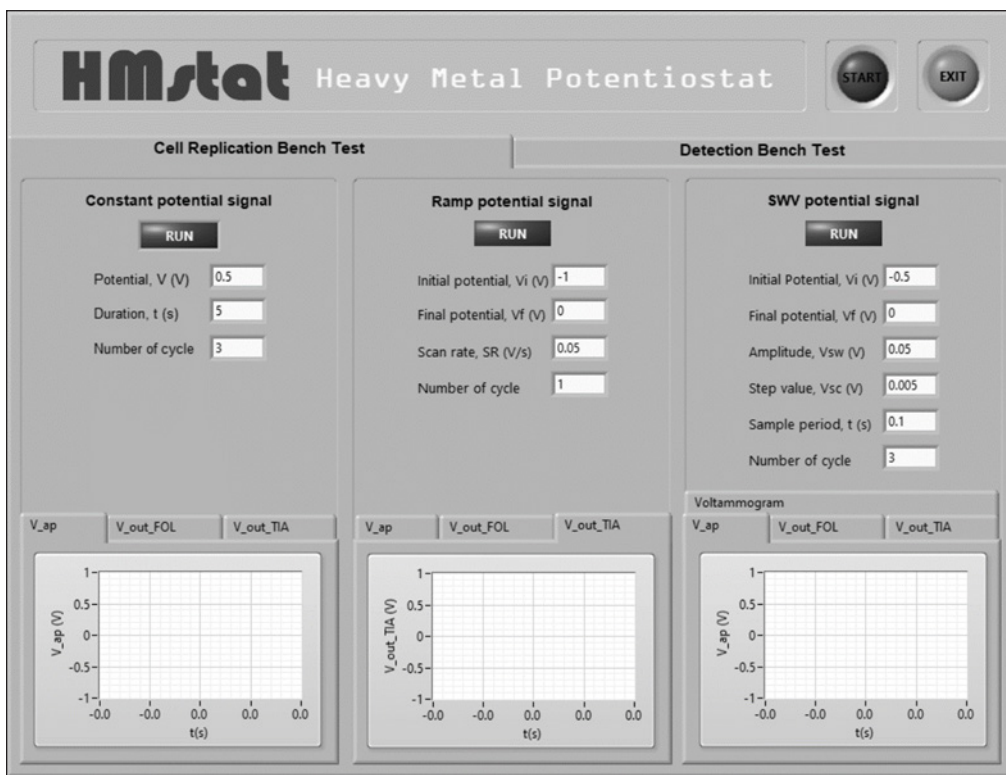 HMstat Heavy Metal Potentiostat
START
EXIT
Cell Replication Bench Test
Detection Bench Test
Constant potential signal
RUN
Potential, V (V) 0.5
Duration, t (s) 5
Number of cycle 3
V_ap V_out_FOL V_out_TIA
V_ap (V)
1
0.5
0
-0.5
-1
-0.0 -0.0 0.0 0.0 0.0
t(s)
Ramp potential signal
RUN
Initial potential, Vi (V) -1
Final potential, Vf (V) 0
Scan rate, SR (V/s) 0.05
Number of cycle 1
V_ap V_out_FOL V_out_TIA
V_out_TIA (V)
1
0.5
0
-0.5
-1
-0.0 -0.0 0.0 0.0 0.0
t(s)
SWV potential signal
RUN
Initial Potential, Vi (V) -0.5
Final potential, Vf (V) 0
Amplitude, Vsw (V) 0.05
Step value, Vsc (V) 0.005
Sample period, t (s) 0.1
Number of cycle 3
Voltammogram
V_ap V_out_FOL V_out_TIA
V_ap (V)
1
0.5
0
-0.5
-1
-0.0 -0.0 0.0 0.0 0.0
t(s)